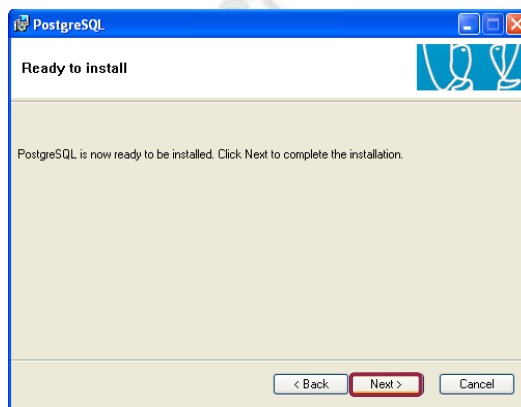 PostgreSQL
Ready to install
PostgreSQL is now ready to be installed. Click Next to complete the installation.
< Back
Next >
Cancel